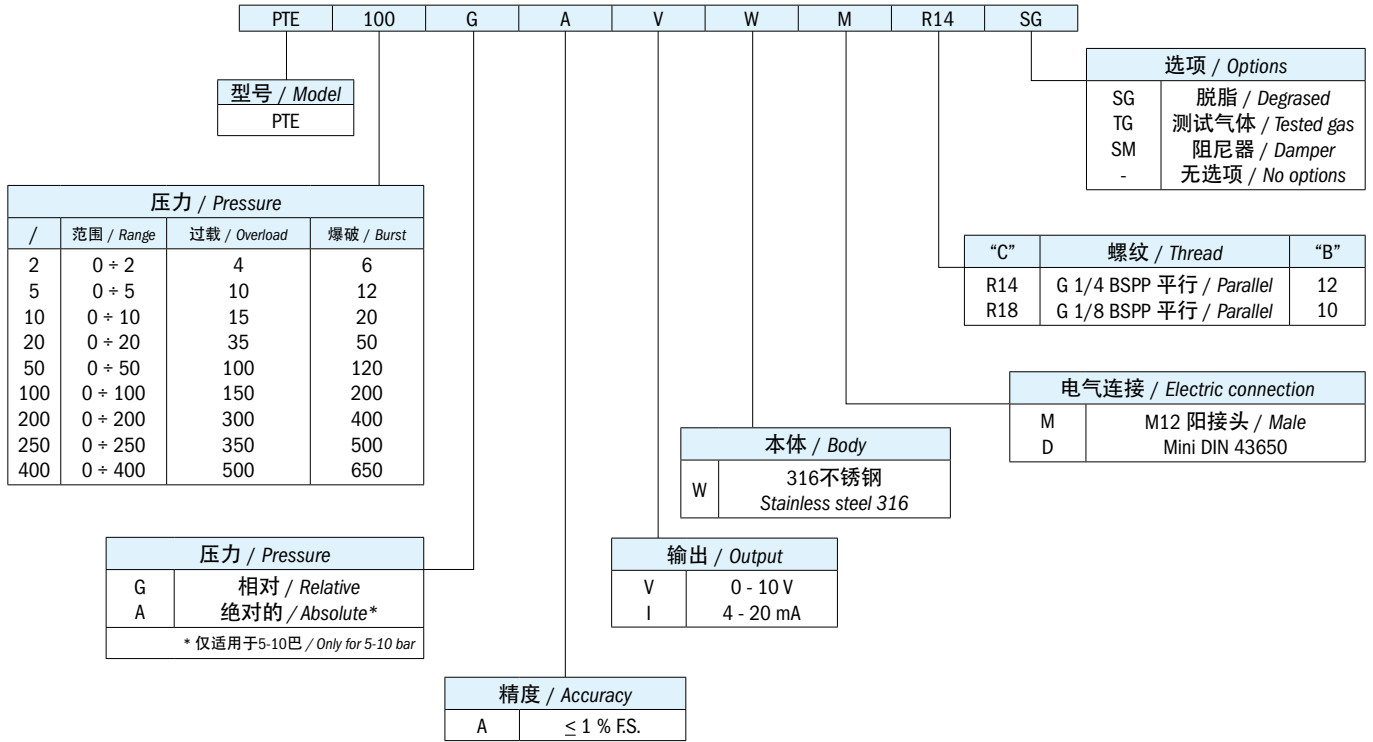 PTE 100 G A V W M R14 SG
选项 / Options
SG 脱脂 / Degrased
TG 测试气体 / Tested gas
SM 阻尼器 / Damper
- 无选项 / No options
型号 / Model
PTE
压力 / Pressure
/ 范围 / Range 过载 / Overload 爆破 / Burst
2 0 ÷ 2 4 6
5 0 ÷ 5 10 12
10 0 ÷ 10 15 20
20 0 ÷ 20 35 50
50 0 ÷ 50 100 120
100 0 ÷ 100 150 200
200 0 ÷ 200 300 400
250 0 ÷ 250 350 500
400 0 ÷ 400 500 650
“C” 螺纹 / Thread “B”
R14 G 1/4 BSPP 平行 / Parallel 12
R18 G 1/8 BSPP 平行 / Parallel 10
电气连接 / Electric connection
M M12 阳接头 / Male
D Mini DIN 43650
本体 / Body
W 316不锈钢
Stainless steel 316
压力 / Pressure
G 相对 / Relative
A 绝对的 / Absolute*
* 仅适用于5-10巴 / Only for 5-10 bar
输出 / Output
V 0 - 10 V
I 4 - 20 mA
精度 / Accuracy
A ≤ 1 % F.S.